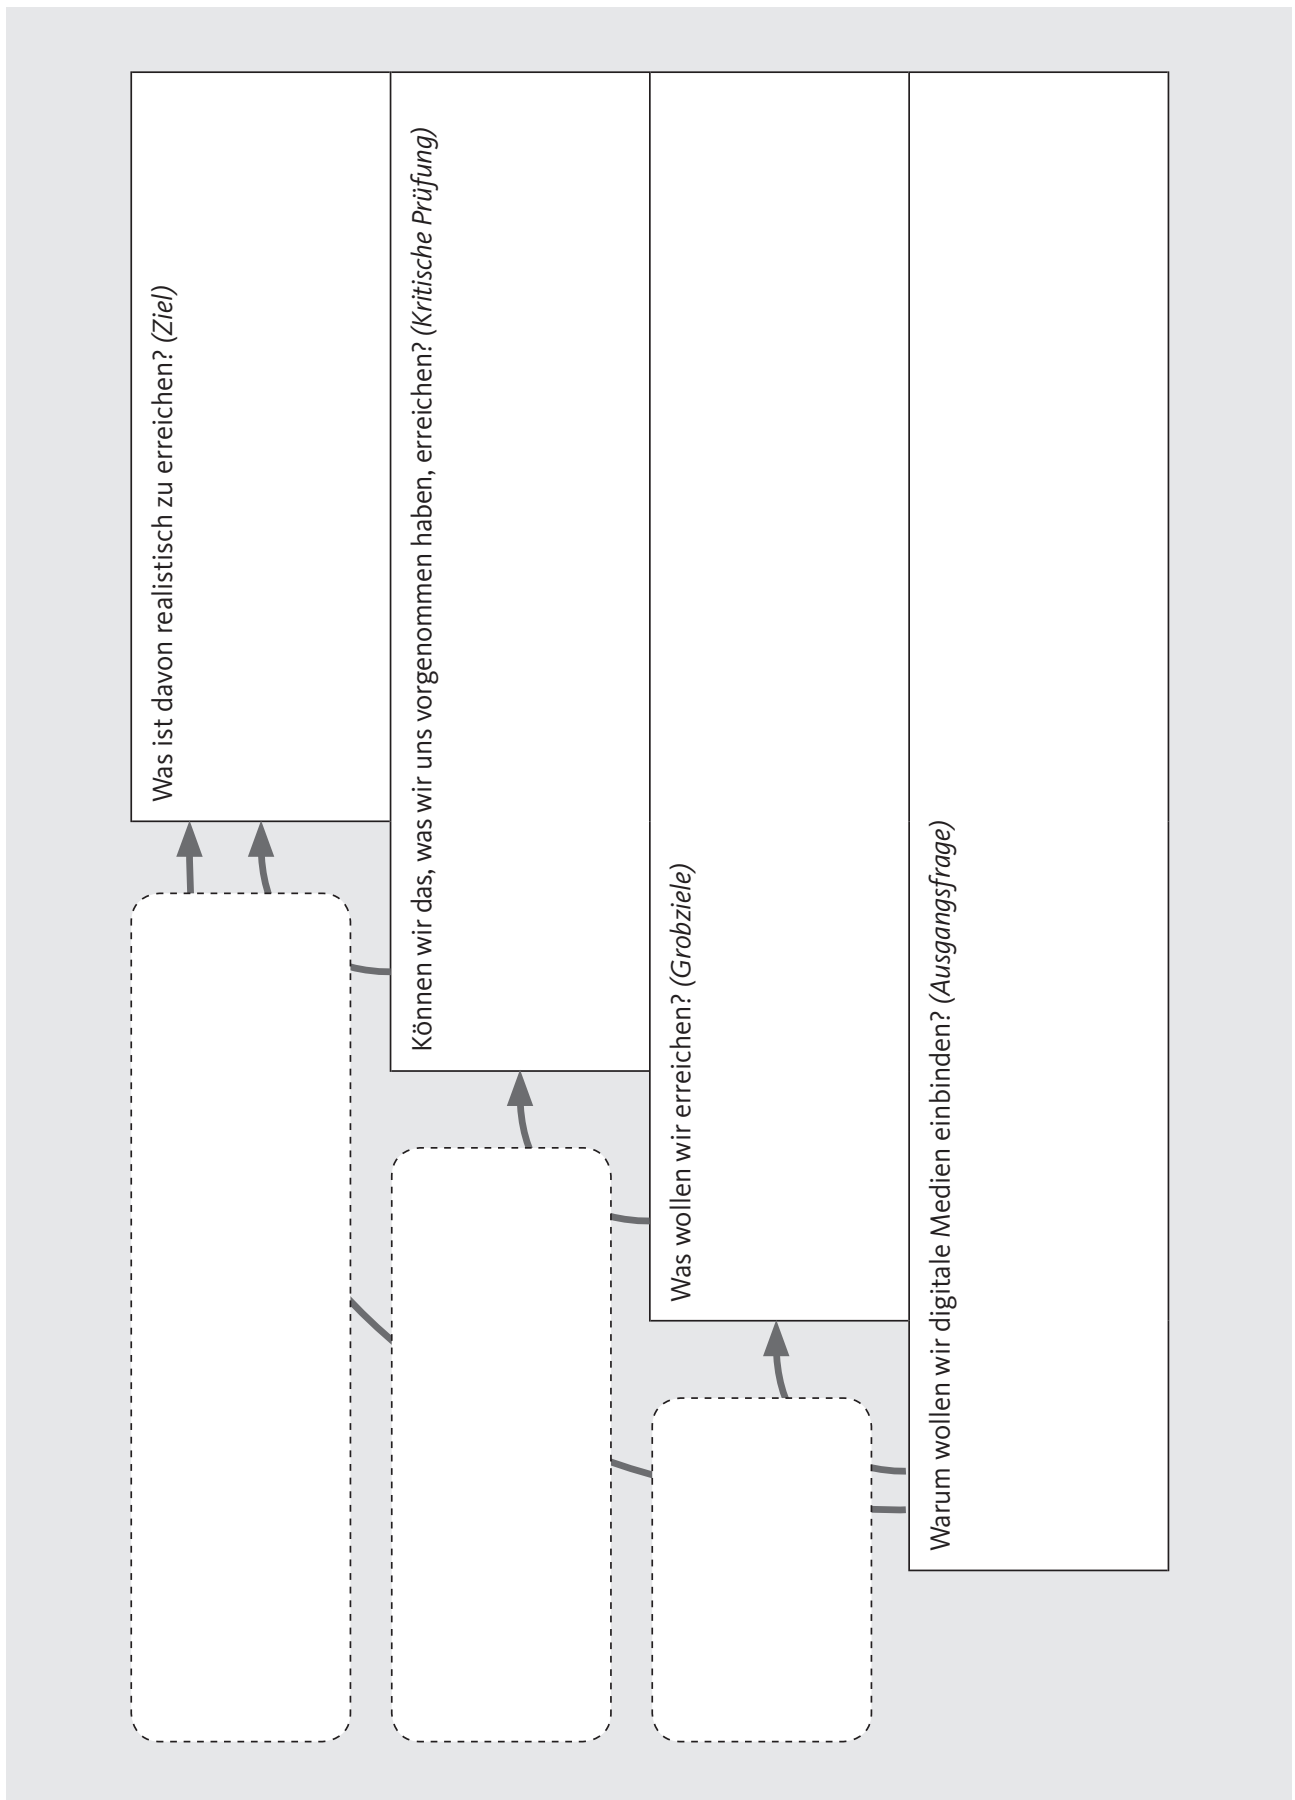 Was ist davon realistisch zu erreichen? (Ziel)
Können wir das, was wir uns vorgenommen haben, erreichen? (Kritische Prüfung)
Was wollen wir erreichen? (Grobziele)
Warum wollen wir digitale Medien einbinden? (Ausgangsfrage)